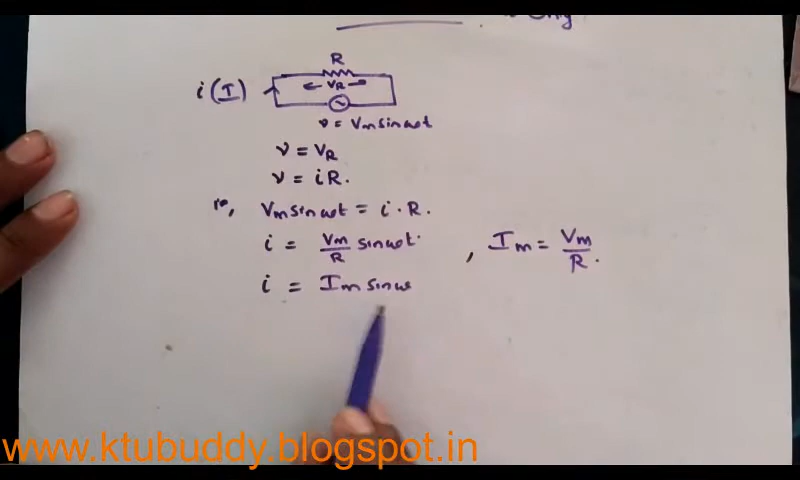 R
i (I)
VR
v = Vm sin ωt
v = VR
v = iR.
Vm sin ωt = i · R.
i = Vm/R sin ωt. , Im = Vm/R.
i = Im sin ω
www.ktubuddy.blogspot.in